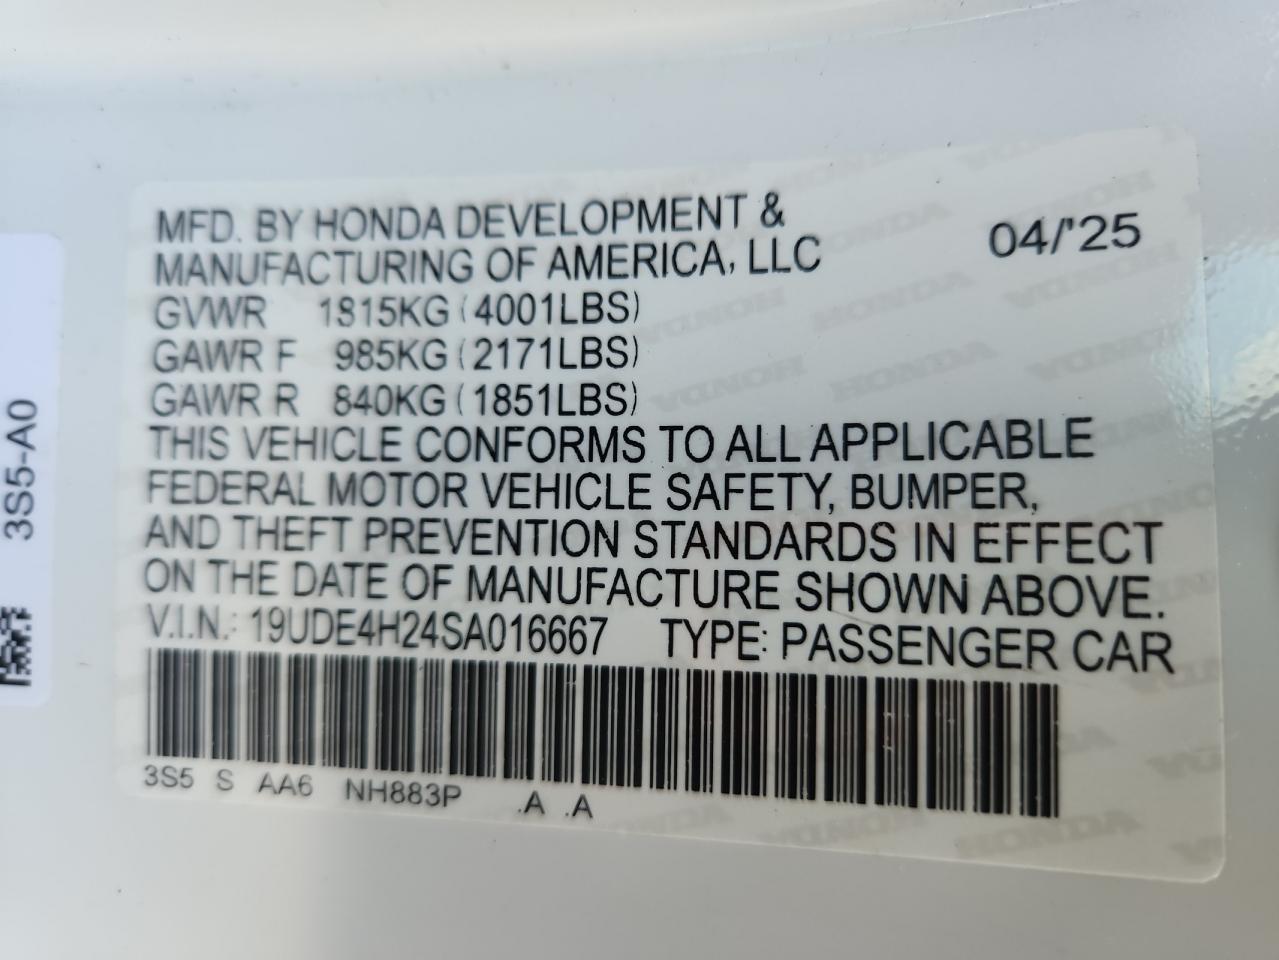 MFD. BY HONDA DEVELOPMENT &
MANUFACTURING OF AMERICA, LLC
04/'25
GVWR 1815KG (4001LBS)
GAWR F 985KG (2171LBS)
GAWR R 840KG (1851LBS)
THIS VEHICLE CONFORMS TO ALL APPLICABLE
FEDERAL MOTOR VEHICLE SAFETY, BUMPER,
AND THEFT PREVENTION STANDARDS IN EFFECT
ON THE DATE OF MANUFACTURE SHOWN ABOVE.
V.I.N.: 19UDE4H24SA016667 TYPE: PASSENGER CAR
3S5 S AA6 NH883P .A .A
3S5-A0
HONDA